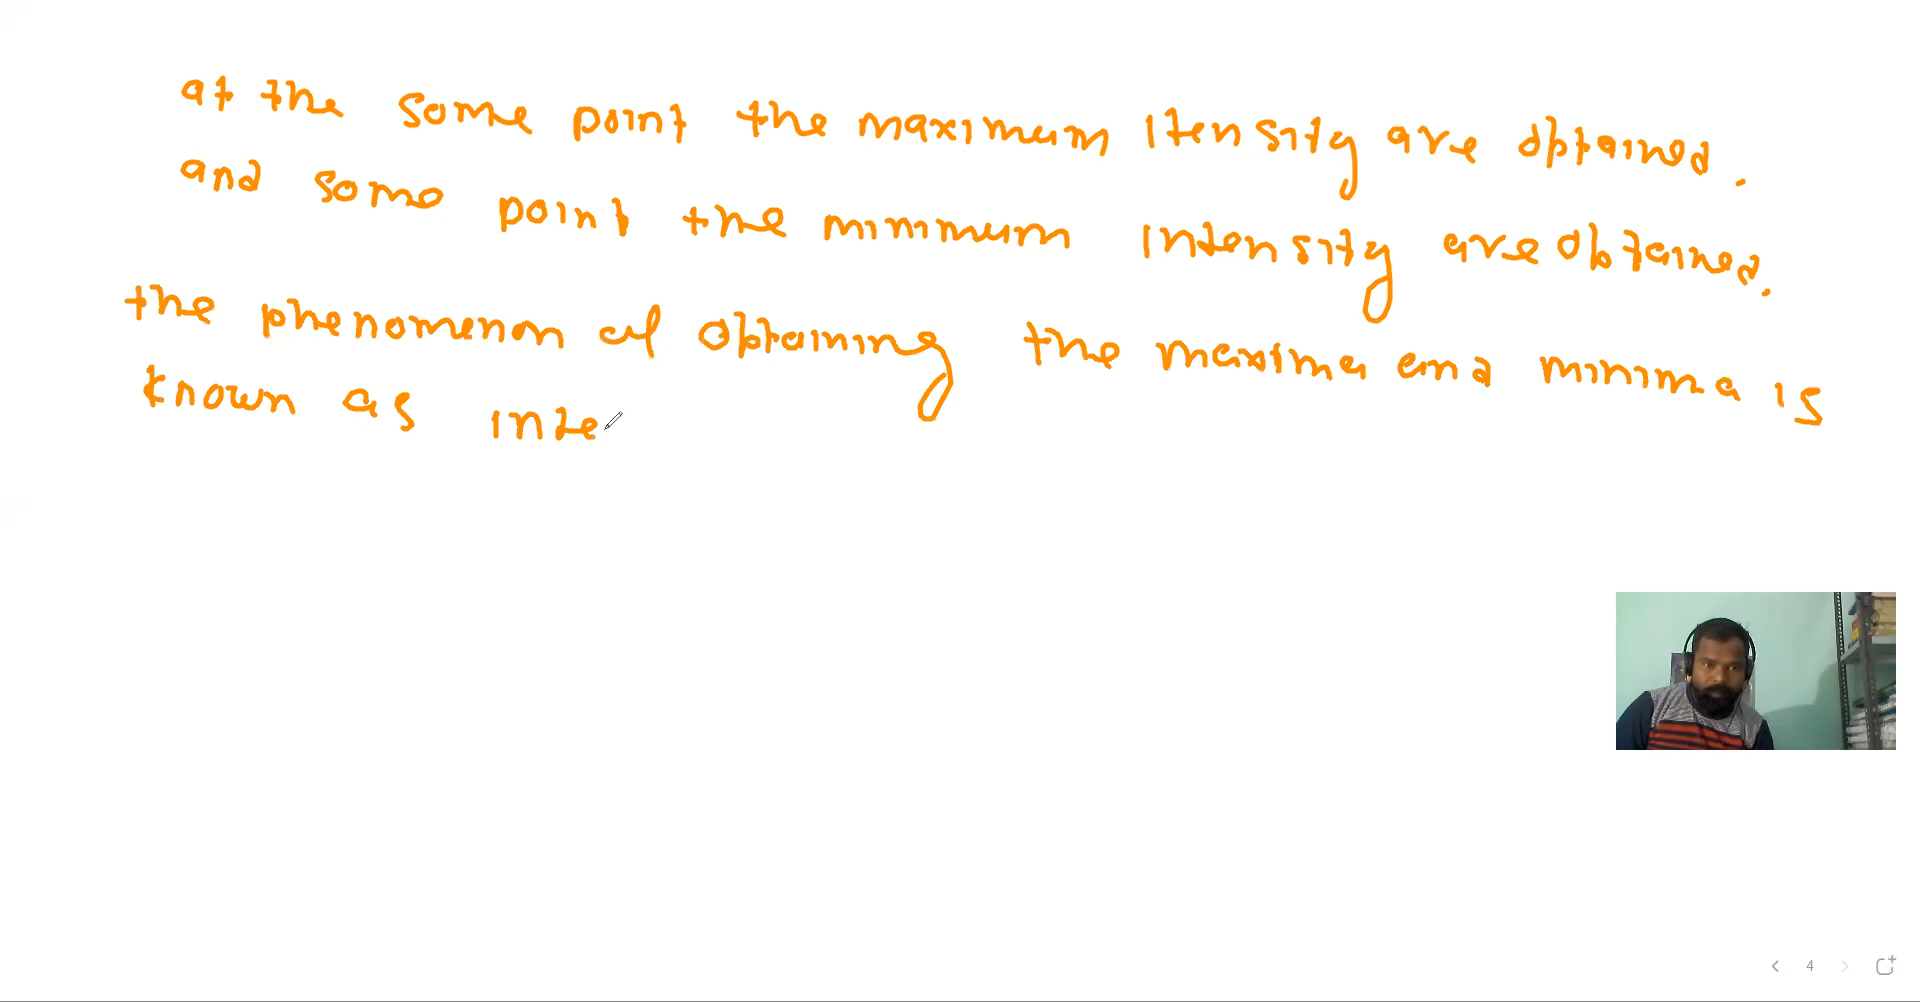 at the some point the maximum itensity are obtained.
and some point the minimum intensity are obtained.
the phenomenon of obtaining the maxima and minima is
known as inte
4